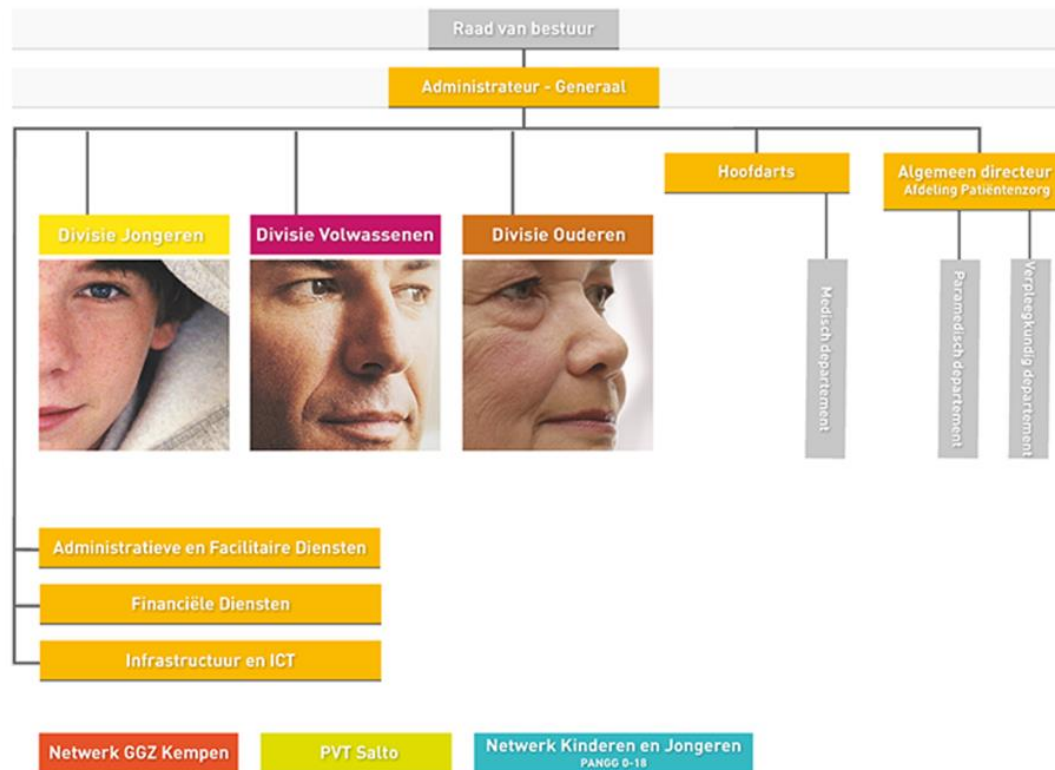 Raad van bestuur
Administrateur - Generaal
Hoofdarts
Algemeen directeur
Afdeling Patiëntenzorg
Divisie Jongeren
Divisie Volwassenen
Divisie Ouderen
Medisch departement
Paramedisch departement
Verpleegkundig departement
Administratieve en Facilitaire Diensten
Financiële Diensten
Infrastructuur en ICT
Netwerk GGZ Kempen
PVT Salto
Netwerk Kinderen en Jongeren
PANGG 0-18